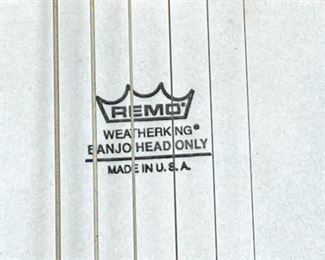 REMO®
WEATHERKING®
BANJO HEAD ONLY
MADE IN U.S.A.